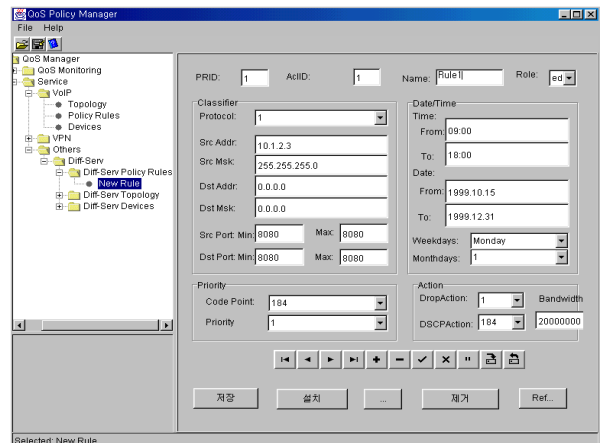 QoS Policy Manager
File Help
QoS Manager
QoS Monitoring
Service
VoIP
Topology
Policy Rules
Devices
VPN
Others
Diff-Serv
Diff-Serv Policy Rules
New Rule
Diff-Serv Topology
Diff-Serv Devices
PRID: 1 AclID: 1 Name: Rule1 Role: ed
Classifier
Protocol: 1
Src Addr: 10.1.2.3
Src Msk: 255.255.255.0
Dst Addr: 0.0.0.0
Dst Msk: 0.0.0.0
Src Port: Min: 8080 Max: 8080
Dst Port: Min: 8080 Max: 8080
Date/Time
Time:
From: 09:00
To: 18:00
Date:
From: 1999.10.15
To: 1999.12.31
Weekdays: Monday
Monthdays: 1
Priority
Code Point: 184
Priority 1
Action
DropAction: 1 Bandwidth
DSCPAction: 184 20000000
저장 설치 ... 제거 Ref...
Selected: New Rule